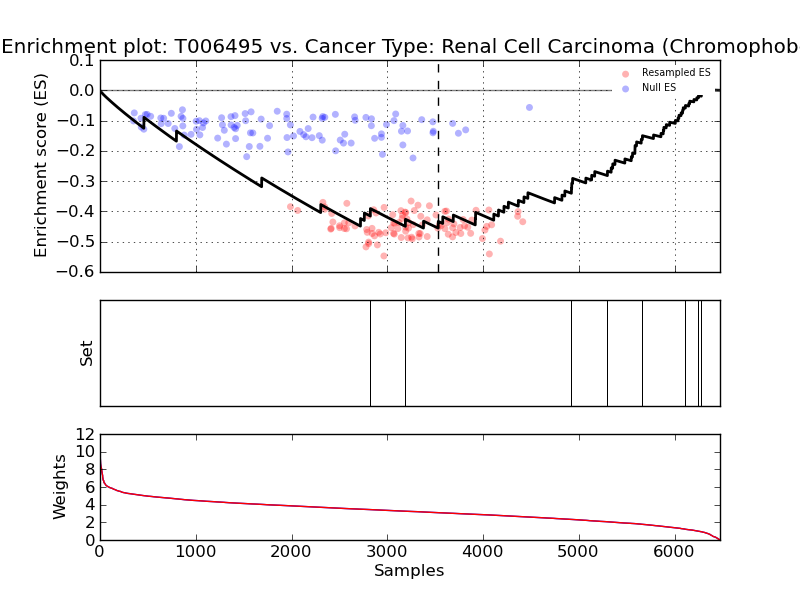 Enrichment plot: T006495 vs. Cancer Type: Renal Cell Carcinoma (Chromophob
Enrichment score (ES)
0.1
0.0
−0.1
−0.2
−0.3
−0.4
−0.5
−0.6
Resampled ES
Null ES
Set
Weights
12
10
8
6
4
2
0
0 1000 2000 3000 4000 5000 6000
Samples